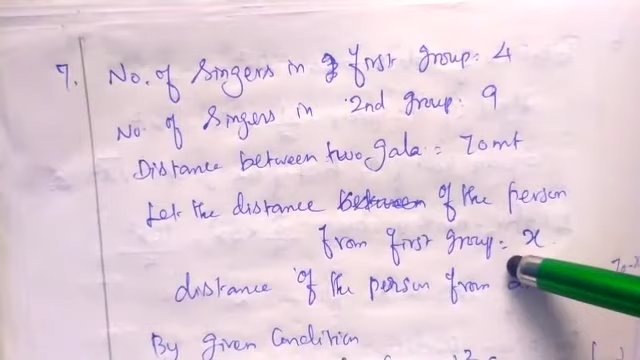 7. No. of Singers in first group: 4
No. of Singers in 2nd group: 9
Distance between two gala = 70mt
Let the distance of the person
from first group = x.
distance of the person from
70-x
By given Condition